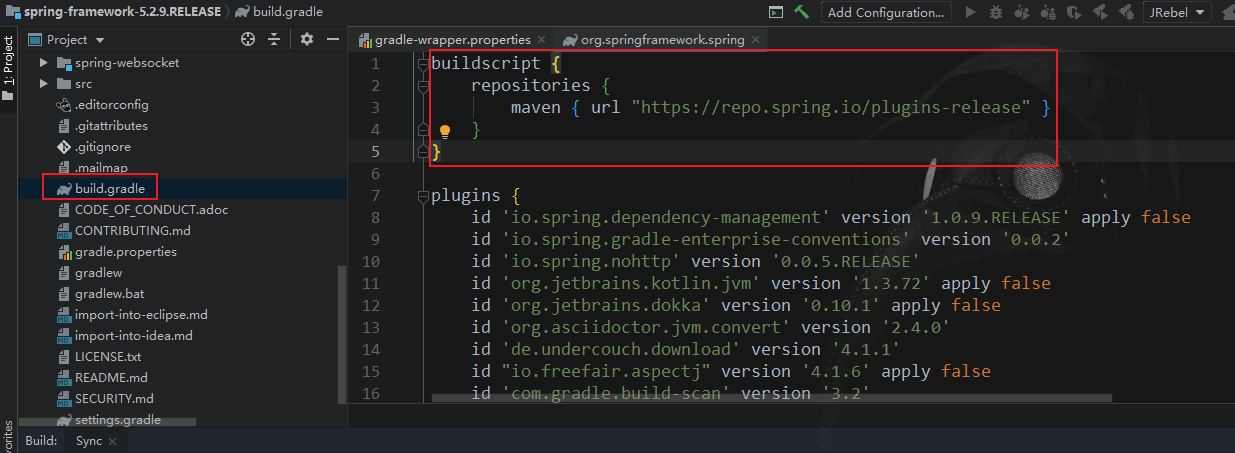 spring-framework-5.2.9.RELEASE build.gradle
Add Configuration... JRebel
1: Project
Project
gradle-wrapper.properties
org.springframework.spring
spring-websocket
src
.editorconfig
.gitattributes
.gitignore
.mailmap
build.gradle
CODE_OF_CONDUCT.adoc
CONTRIBUTING.md
gradle.properties
gradlew
gradlew.bat
import-into-eclipse.md
import-into-idea.md
LICENSE.txt
README.md
SECURITY.md
settings.gradle
1 buildscript {
2 repositories {
3 maven { url "https://repo.spring.io/plugins-release" }
4 }
5 }
6
7 plugins {
8 id 'io.spring.dependency-management' version '1.0.9.RELEASE' apply false
9 id 'io.spring.gradle-enterprise-conventions' version '0.0.2'
10 id 'io.spring.nohttp' version '0.0.5.RELEASE'
11 id 'org.jetbrains.kotlin.jvm' version '1.3.72' apply false
12 id 'org.jetbrains.dokka' version '0.10.1' apply false
13 id 'org.asciidoctor.jvm.convert' version '2.4.0'
14 id 'de.undercouch.download' version '4.1.1'
15 id "io.freefair.aspectj" version '4.1.6' apply false
16 id 'com.gradle.build-scan' version '3.2'
Build: Sync